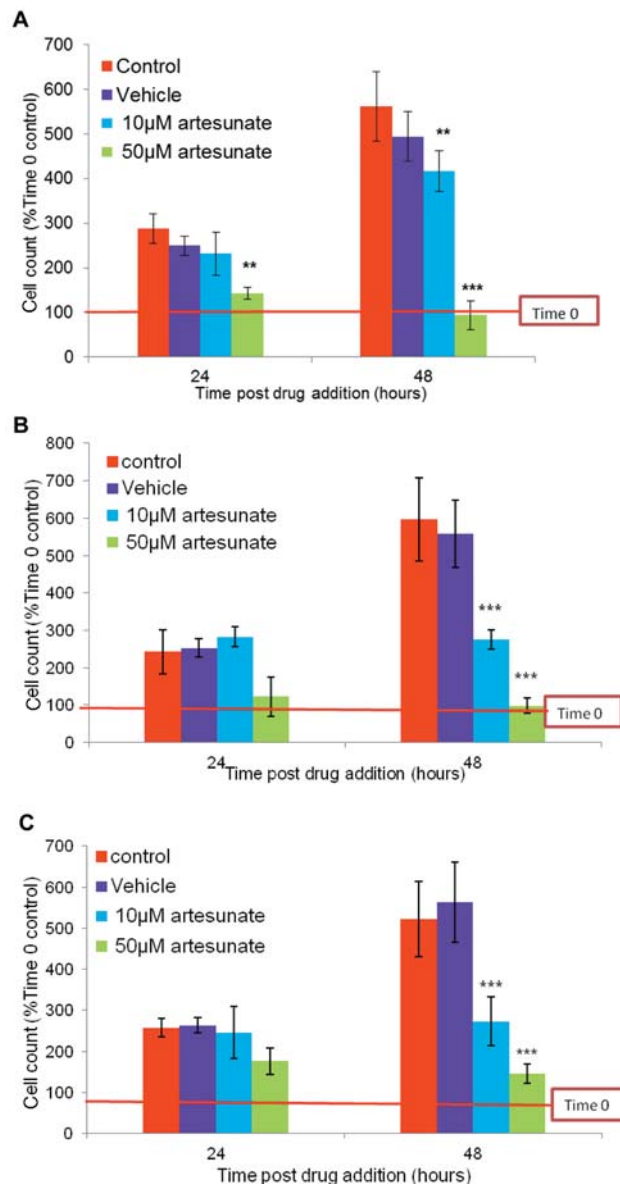 A
700
600
500
400
300
200
100
0
Cell count (%Time 0 control)
Control
Vehicle
10µM artesunate
50µM artesunate
**
**
***
Time 0
24
48
Time post drug addition (hours)
B
800
700
600
500
400
300
200
100
0
Cell count (%Time 0 control)
control
Vehicle
10µM artesunate
50µM artesunate
***
***
Time 0
24
48
Time post drug addition (hours)
C
700
600
500
400
300
200
100
0
Cell count (%Time 0 control)
control
Vehicle
10µM artesunate
50µM artesunate
***
***
Time 0
24
48
Time post drug addition (hours)